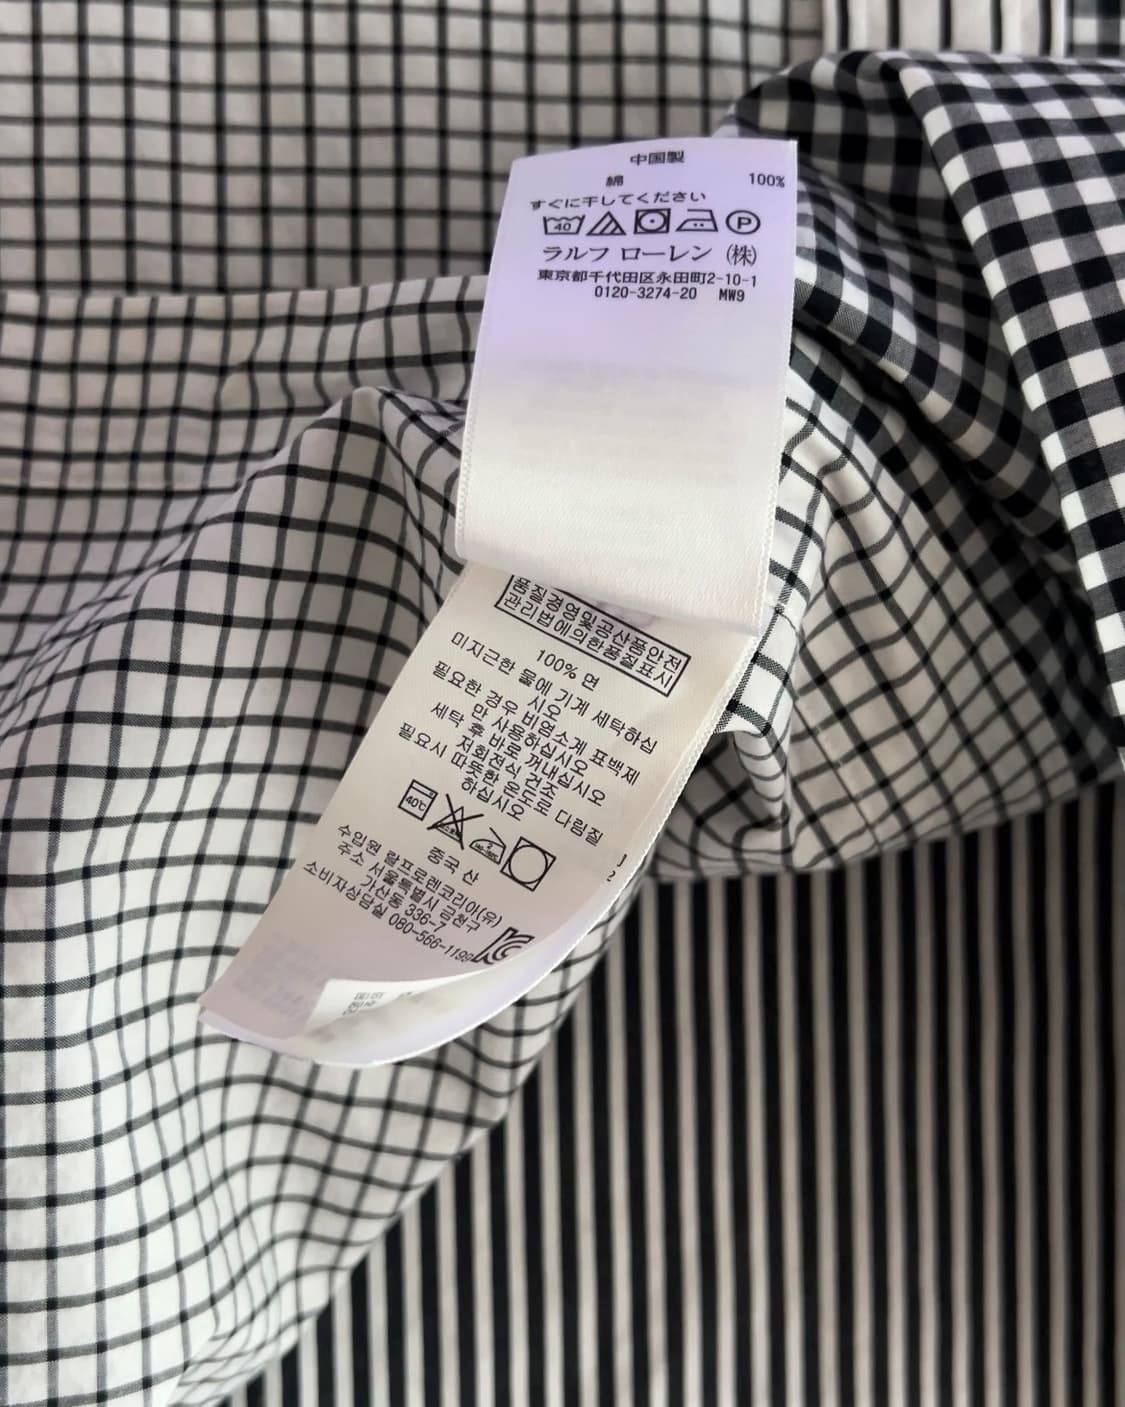 中国製
綿 100%
すぐに干してください
40 P
ラルフ ローレン (株)
東京都千代田区永田町2-10-1
0120-3274-20 MW9
품질경영및공산품안전
관리법에의한품질표시
100% 면
미지근한 물에 기계 세탁하십
시오
필요한 경우 비염소계 표백제
만 사용하십시오
세탁 후 바로 꺼내십시오
저회전식 건조
필요시 따뜻한 온도로 다림질
하십시오
40℃
중국 산
수입원 랄프로렌코리아(유)
주소 서울특별시 금천구
가산동 336-7
소비자상담실 080-566-1199